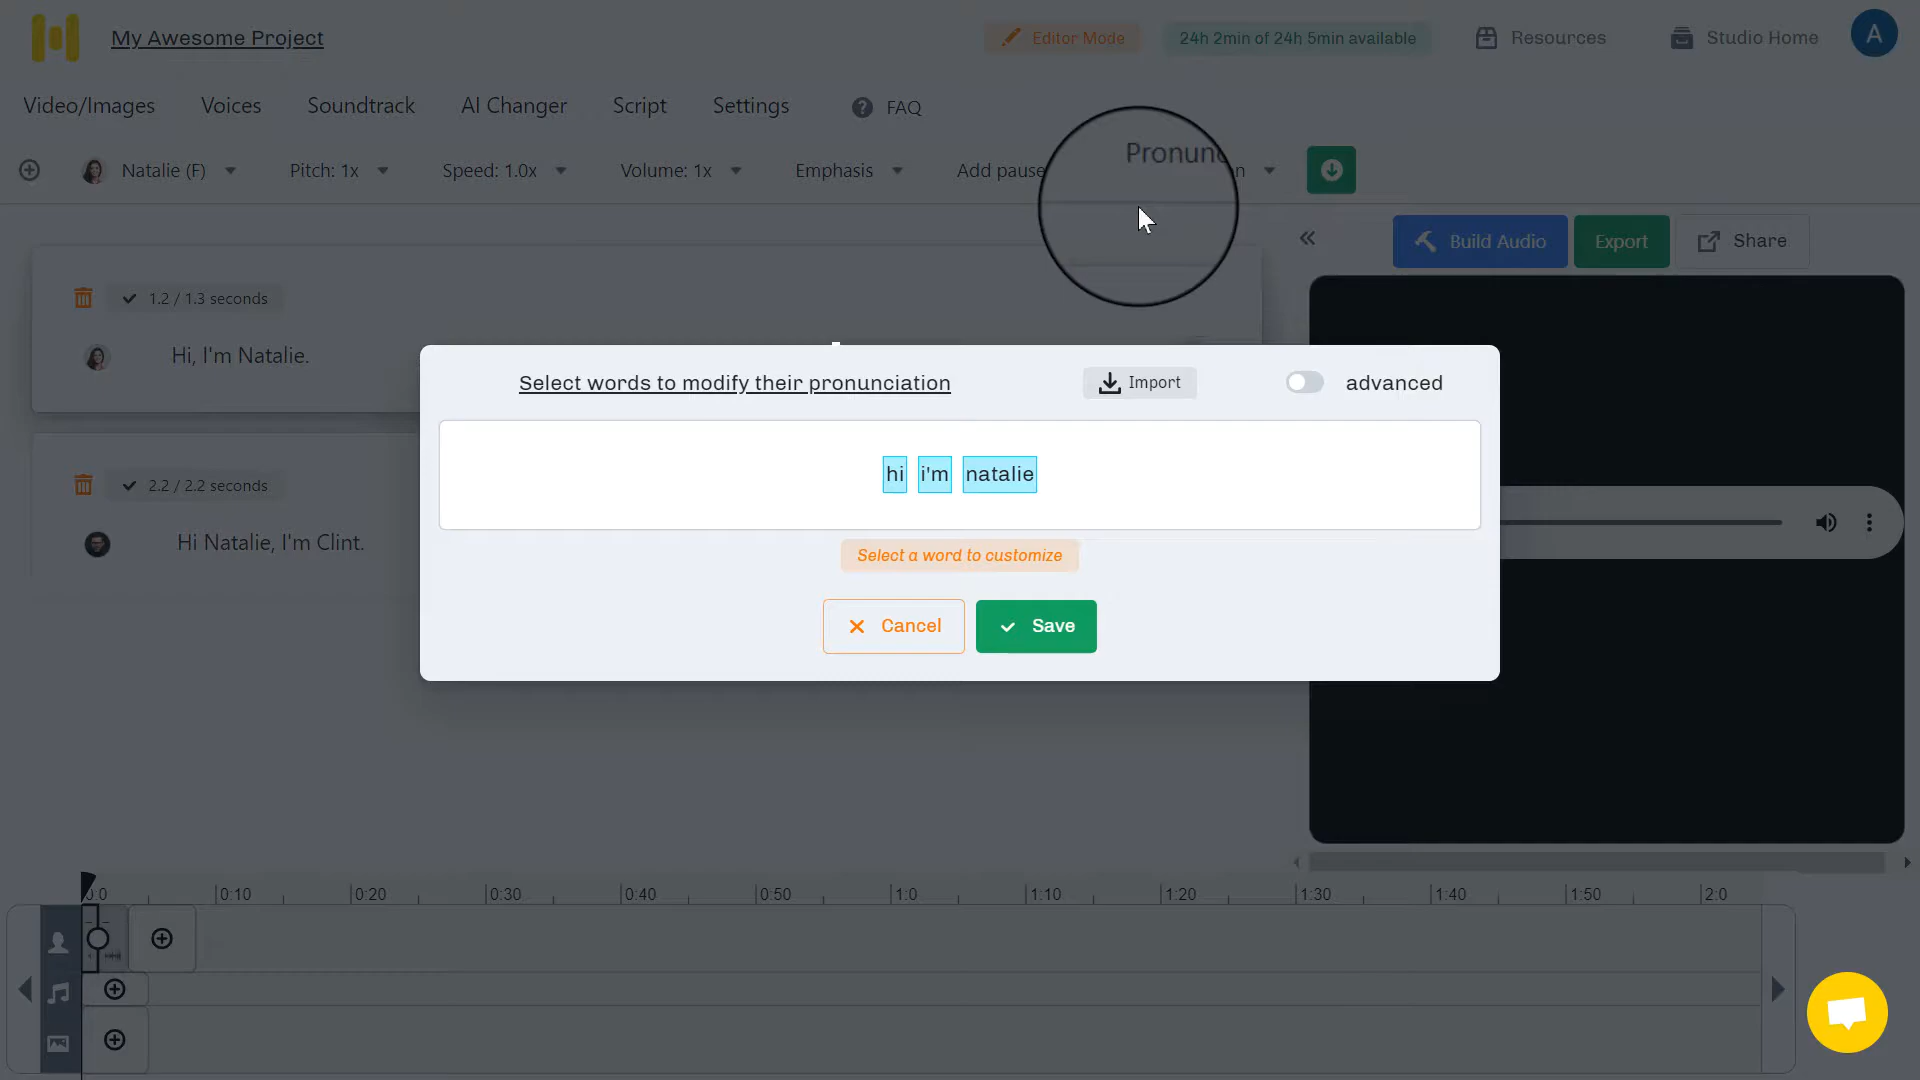 My Awesome Project
Editor Mode
24h 2min of 24h 5min available
Resources
Studio Home
A
Video/Images
Voices
Soundtrack
AI Changer
Script
Settings
? FAQ
Natalie (F)
Pitch: 1x
Speed: 1.0x
Volume: 1x
Emphasis
Add pause
Build Audio
Export
Share
1.2 / 1.3 seconds
Hi, I'm Natalie.
2.2 / 2.2 seconds
Hi Natalie, I'm Clint.
Select words to modify their pronunciation
Import
advanced
hi i'm natalie
Select a word to customize
Cancel
Save
0:10 0:20 0:30 0:40 0:50 1:0 1:10 1:20 1:30 1:40 1:50 2:0